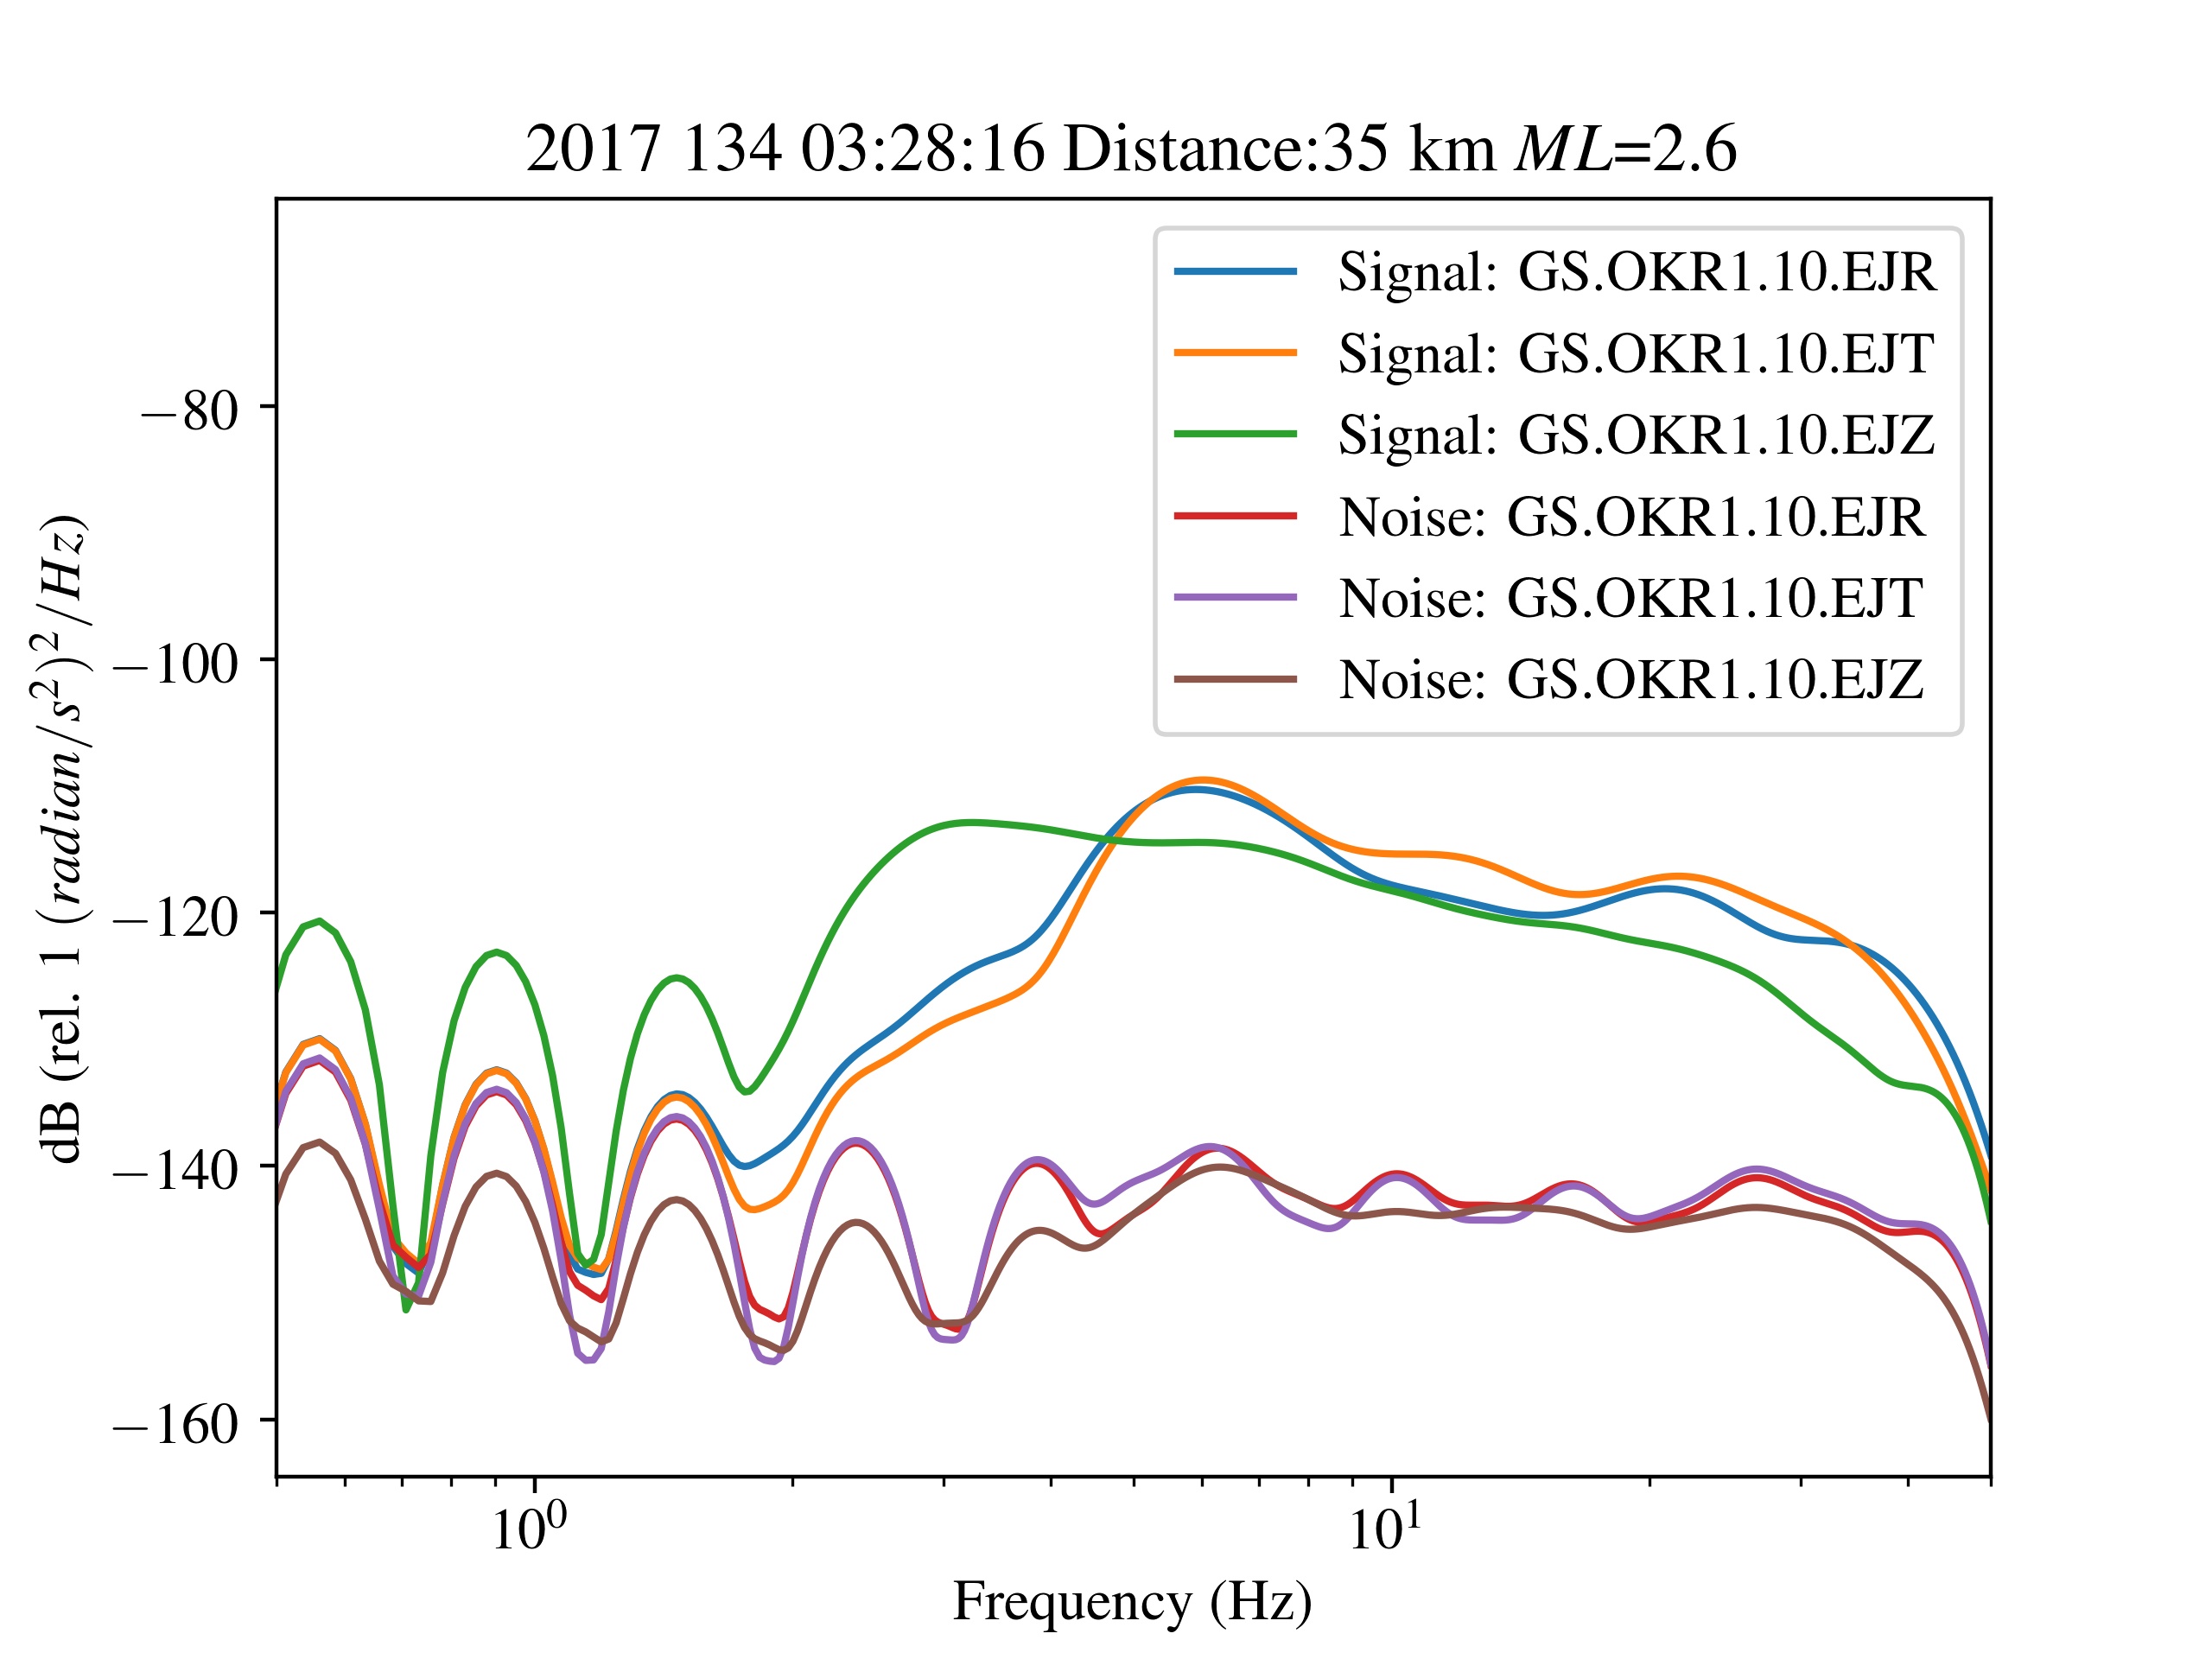 2017 134 03:28:16 Distance:35 km ML=2.6
Signal: GS.OKR1.10.EJR
Signal: GS.OKR1.10.EJT
Signal: GS.OKR1.10.EJZ
Noise: GS.OKR1.10.EJR
Noise: GS.OKR1.10.EJT
Noise: GS.OKR1.10.EJZ
dB (rel. 1 (radian/s²)²/Hz)
−80
−100
−120
−140
−160
10⁰ 10¹
Frequency (Hz)